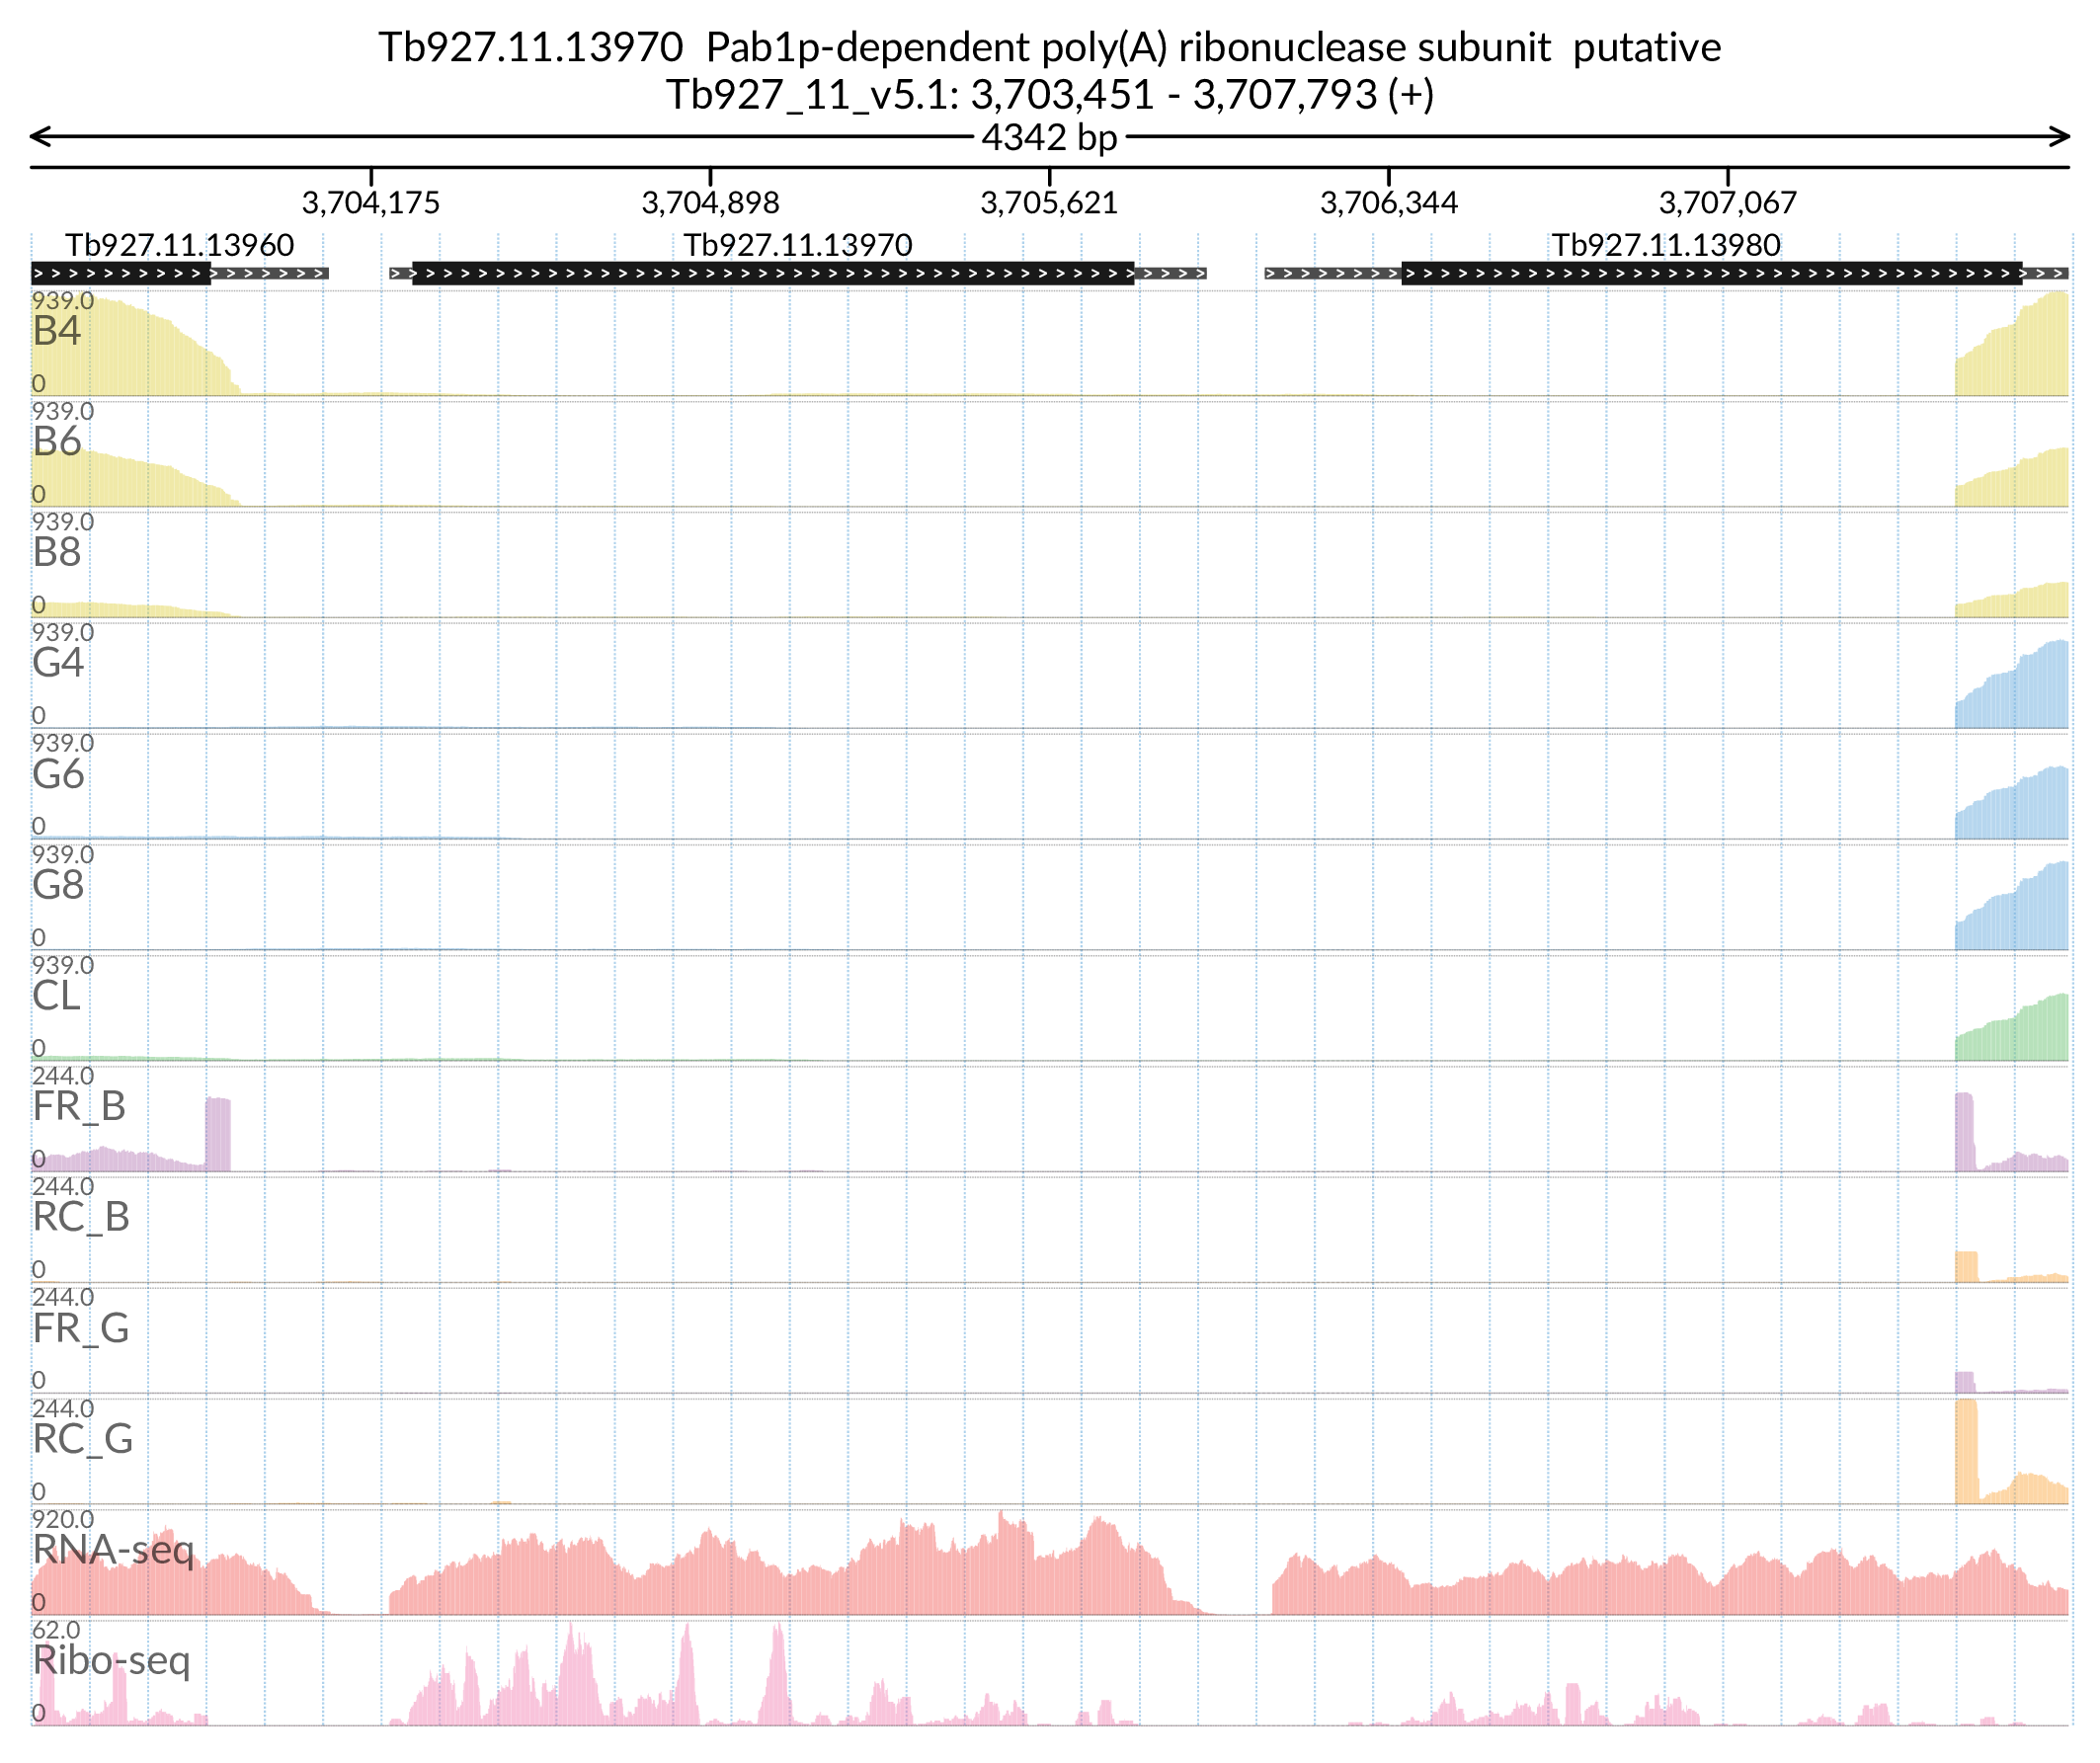 Tb927.11.13970 Pab1p-dependent poly(A) ribonuclease subunit putative
Tb927_11_v5.1: 3,703,451 - 3,707,793 (+)
4342 bp
3,704,175 3,704,898 3,705,621 3,706,344 3,707,067
Tb927.11.13960 Tb927.11.13970 Tb927.11.13980
939.0
B4
0
939.0
B6
0
939.0
B8
0
939.0
G4
0
939.0
G6
0
939.0
G8
0
939.0
CL
0
244.0
FR_B
0
244.0
RC_B
0
244.0
FR_G
0
244.0
RC_G
0
920.0
RNA-seq
0
62.0
Ribo-seq
0